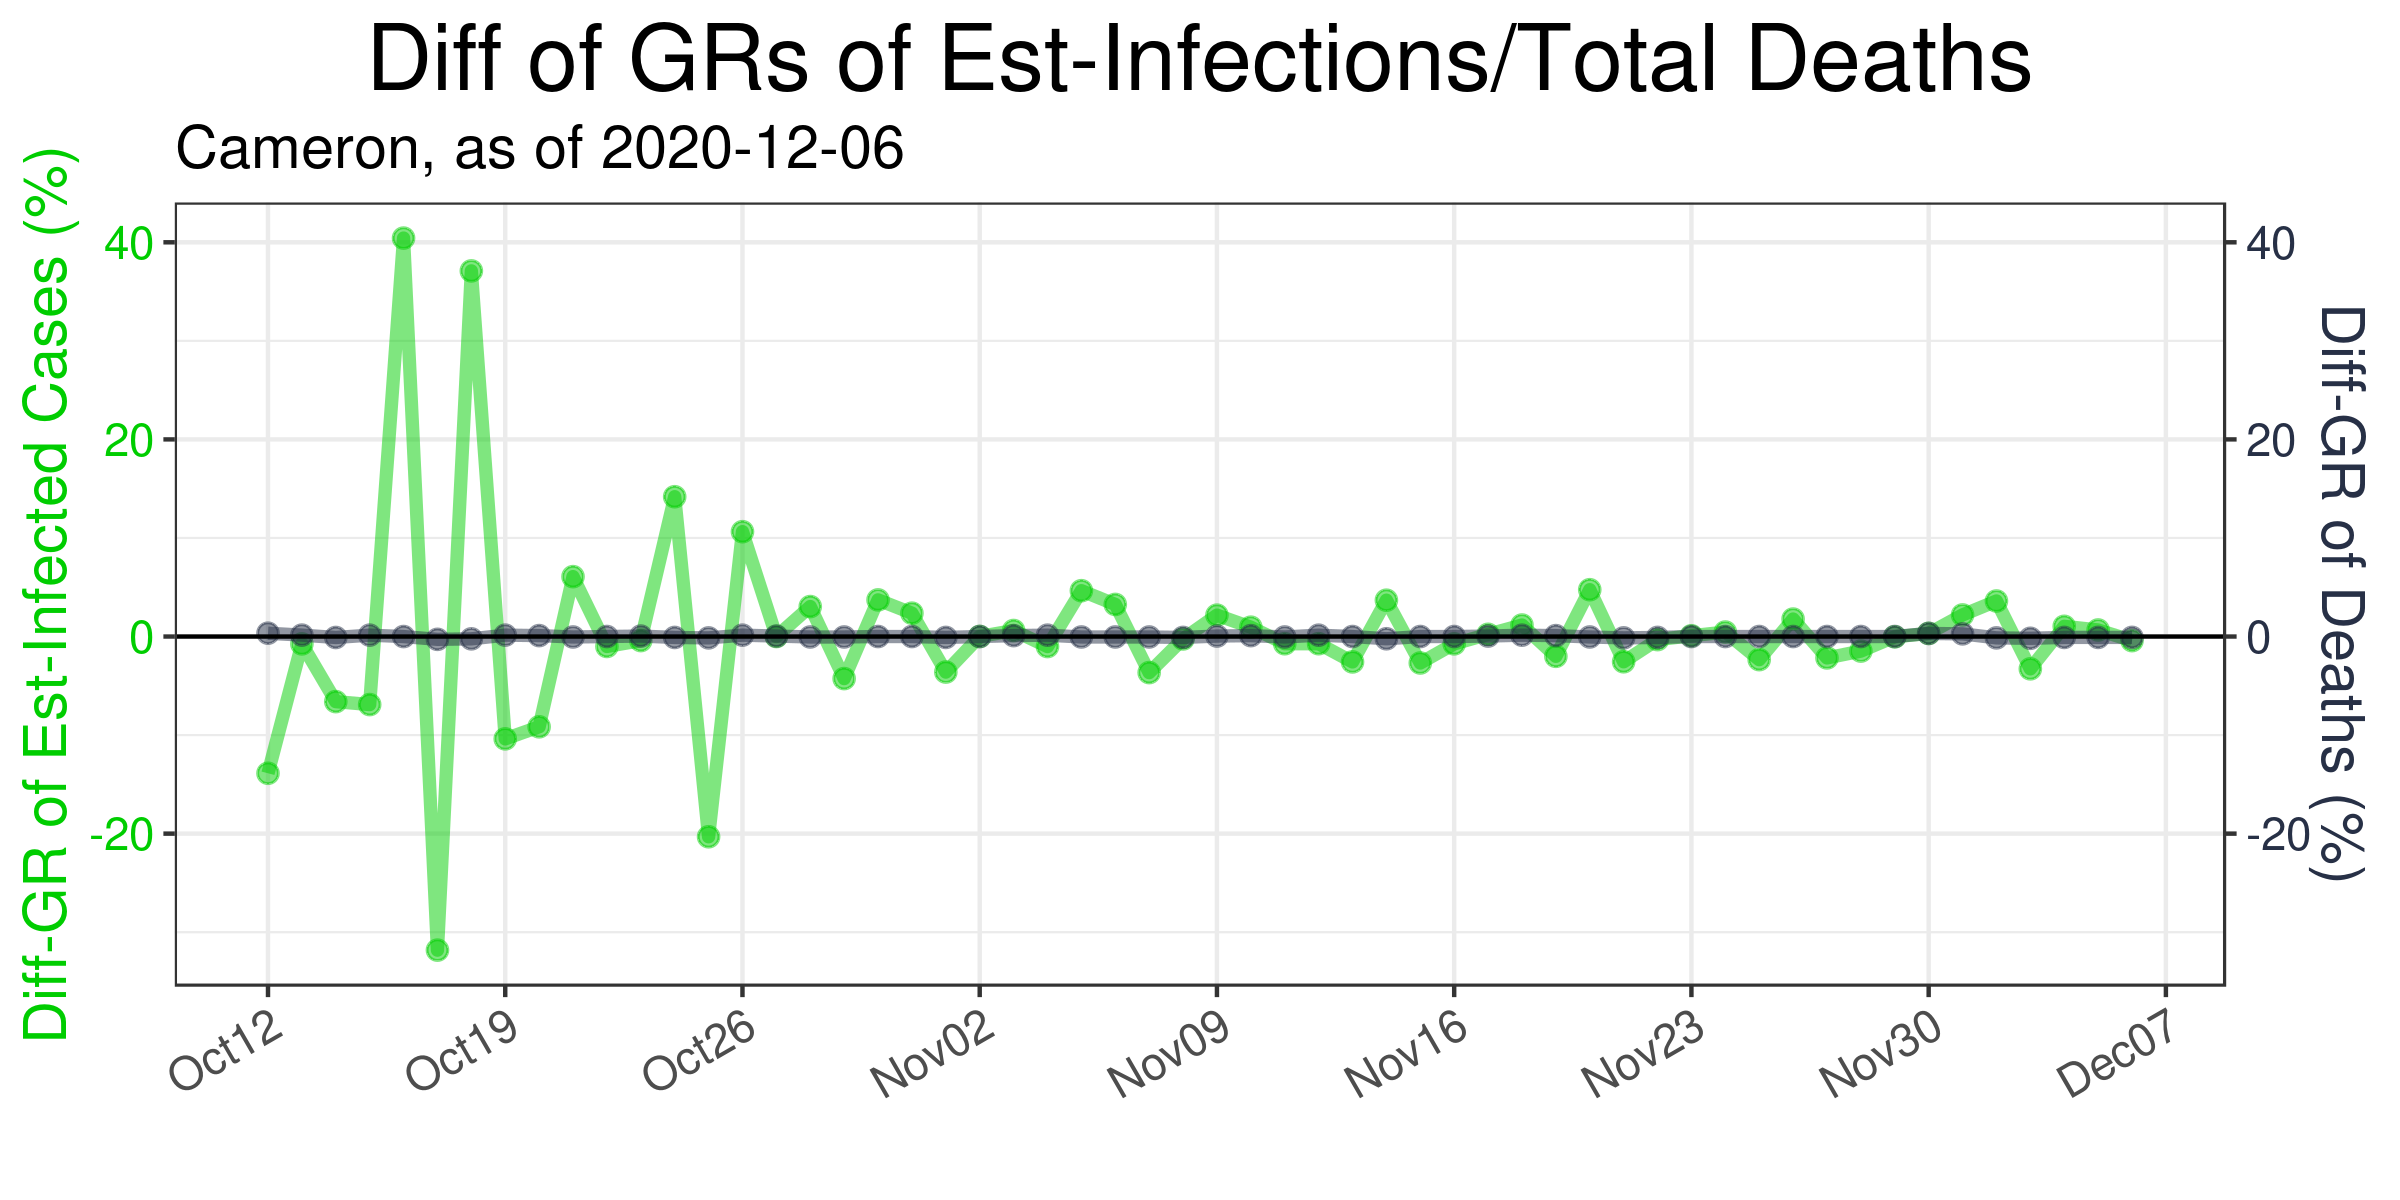 Diff of GRs of Est-Infections/Total Deaths
Cameron, as of 2020-12-06
Diff-GR of Est-Infected Cases (%)
40
20
0
-20
40
20
0
-20
Diff-GR of Deaths (%)
Oct12
Oct19
Oct26
Nov02
Nov09
Nov16
Nov23
Nov30
Dec07